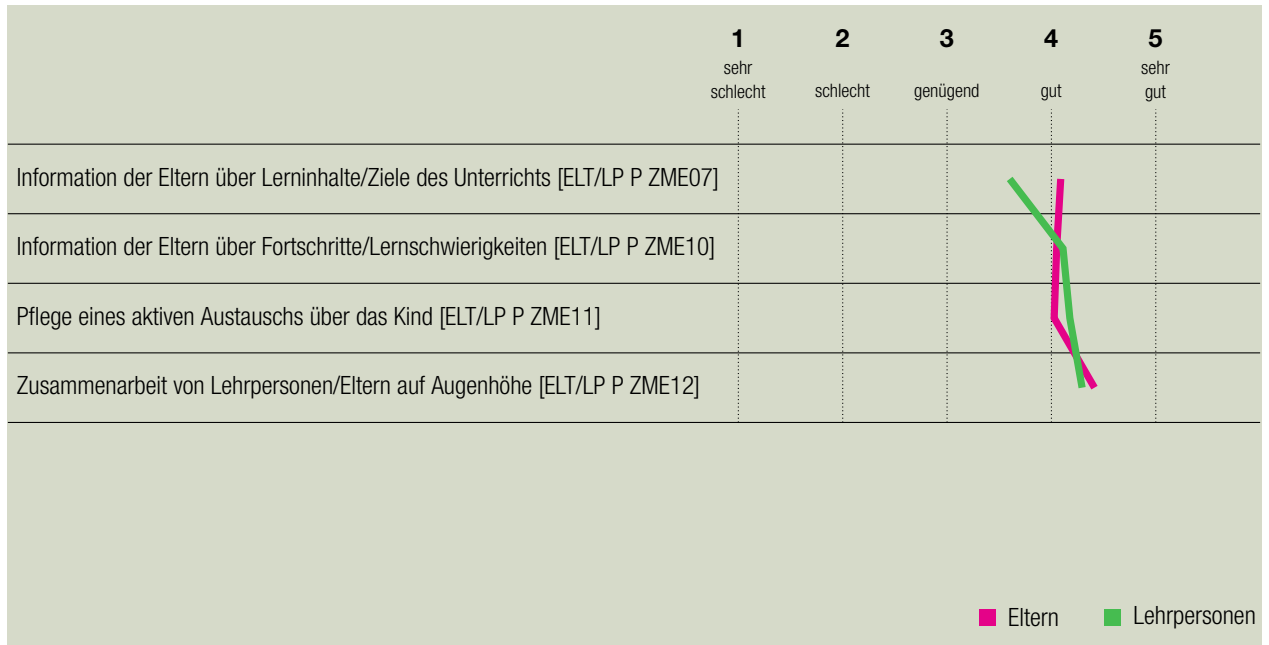 1 2 3 4 5
sehr sehr
schlecht schlecht genügend gut gut
Information der Eltern über Lerninhalte/Ziele des Unterrichts [ELT/LP P ZME07]
Information der Eltern über Fortschritte/Lernschwierigkeiten [ELT/LP P ZME10]
Pflege eines aktiven Austauschs über das Kind [ELT/LP P ZME11]
Zusammenarbeit von Lehrpersonen/Eltern auf Augenhöhe [ELT/LP P ZME12]
Eltern Lehrpersonen